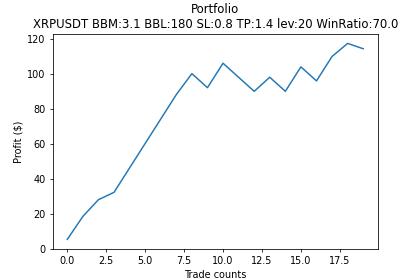 Portfolio
XRPUSDT BBM:3.1 BBL:180 SL:0.8 TP:1.4 lev:20 WinRatio:70.0
120
100
80
60
40
20
0
Profit ($)
0.0 2.5 5.0 7.5 10.0 12.5 15.0 17.5
Trade counts